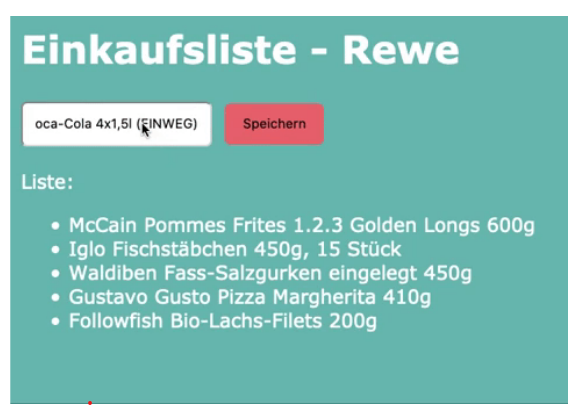 Einkaufsliste - Rewe
oca-Cola 4x1,5l (EINWEG)
Speichern
Liste:
• McCain Pommes Frites 1.2.3 Golden Longs 600g
• Iglo Fischstäbchen 450g, 15 Stück
• Waldiben Fass-Salzgurken eingelegt 450g
• Gustavo Gusto Pizza Margherita 410g
• Followfish Bio-Lachs-Filets 200g